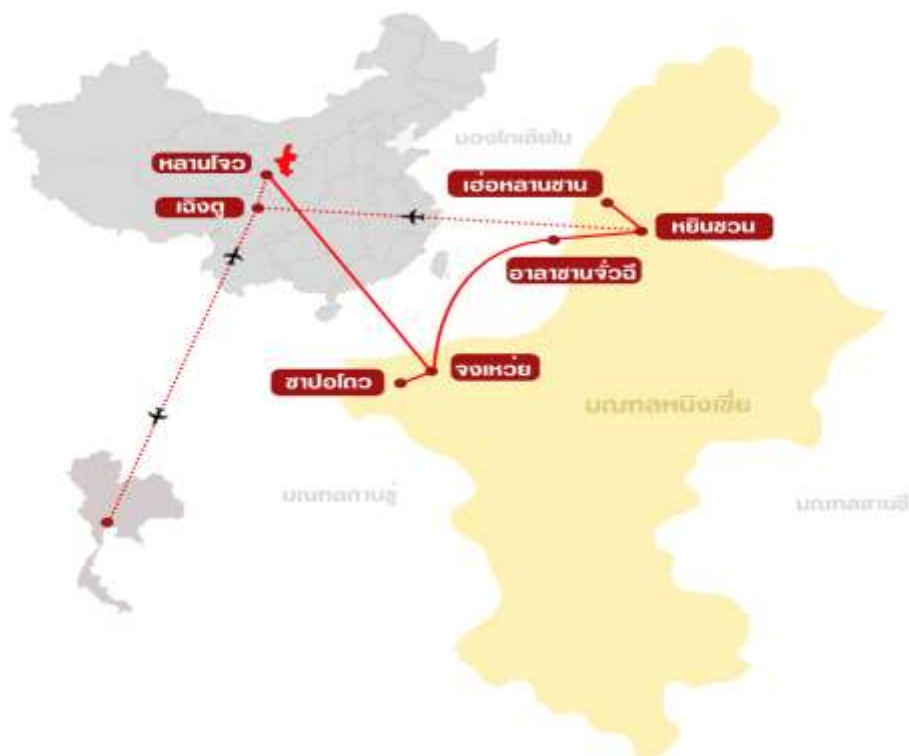 มองโกเลียใน
หลานโจว
เฮ่อหลานซาน
เฉิงตู
หยินชวน
อาลาซานจั่วฉี
ซาปอโถว
จงเหว่ย
มณฑลหนิงเซี่ย
มณฑลกานซู่
มณฑลซานซี